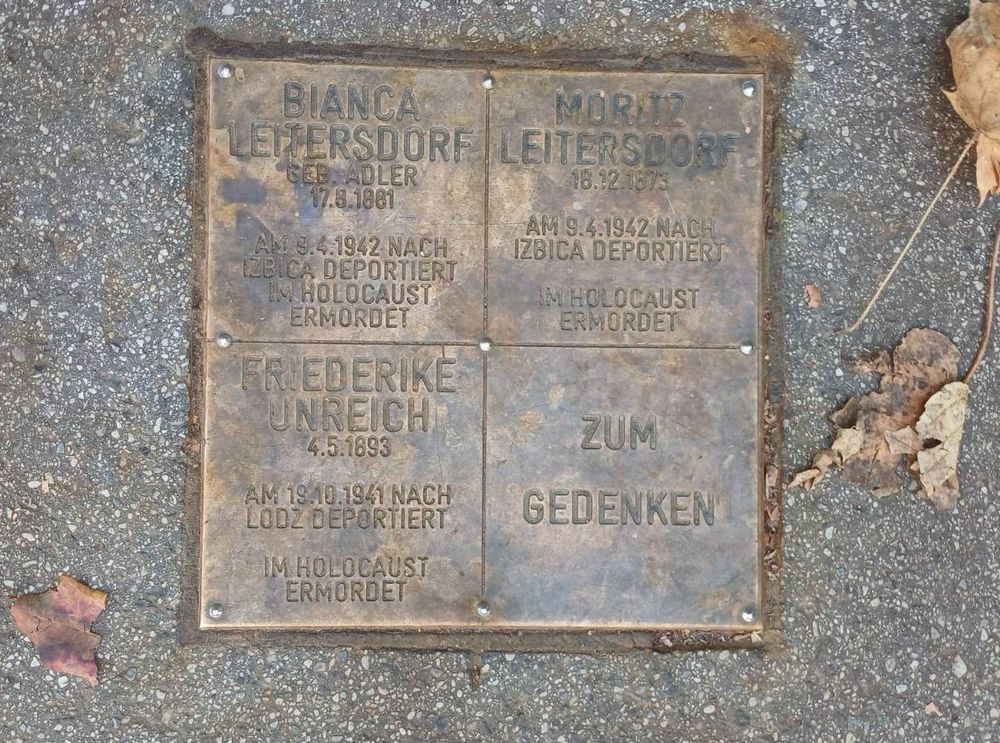 BIANCA
LEITERSDORF
GEB. ADLER
17.8.1881
AM 9.4.1942 NACH
IZBICA DEPORTIERT
IM HOLOCAUST
ERMORDET
MORITZ
LEITERSDORF
18.12.1873
AM 9.4.1942 NACH
IZBICA DEPORTIERT
IM HOLOCAUST
ERMORDET
FRIEDERIKE
UNREICH
4.5.1893
AM 19.10.1941 NACH
LODZ DEPORTIERT
IM HOLOCAUST
ERMORDET
ZUM
GEDENKEN